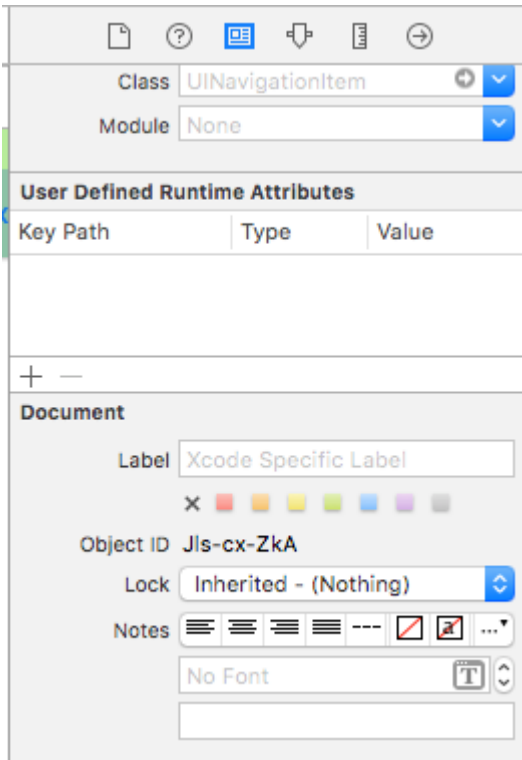 Class UINavigationItem
Module None
User Defined Runtime Attributes
Key Path Type Value
Document
Label Xcode Specific Label
Object ID Jls-cx-ZkA
Lock Inherited - (Nothing)
Notes
No Font